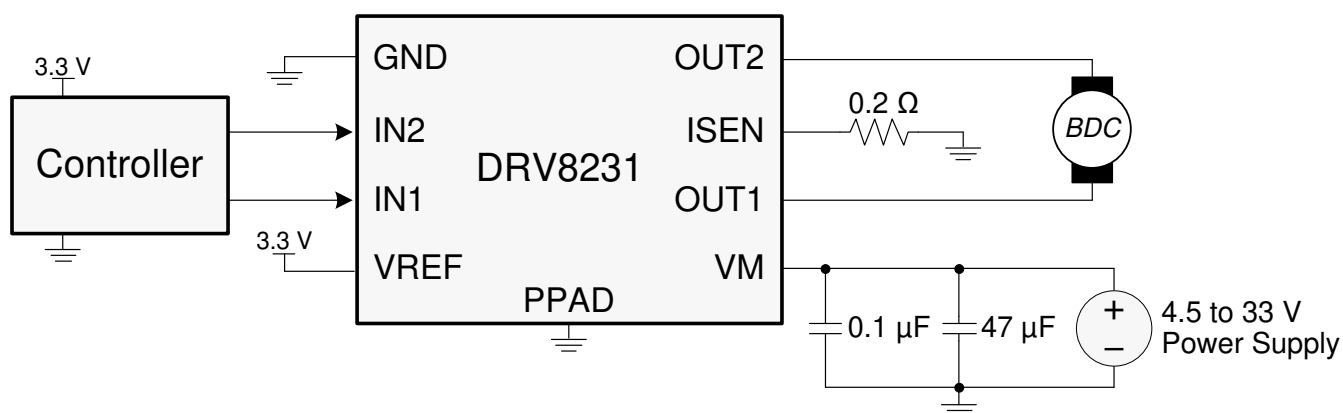 3.3 V
Controller
GND
IN2
IN1
3.3 V
VREF
DRV8231
PPAD
OUT2
ISEN
OUT1
VM
0.2 Ω
BDC
0.1 µF
47 µF
+
–
4.5 to 33 V
Power Supply